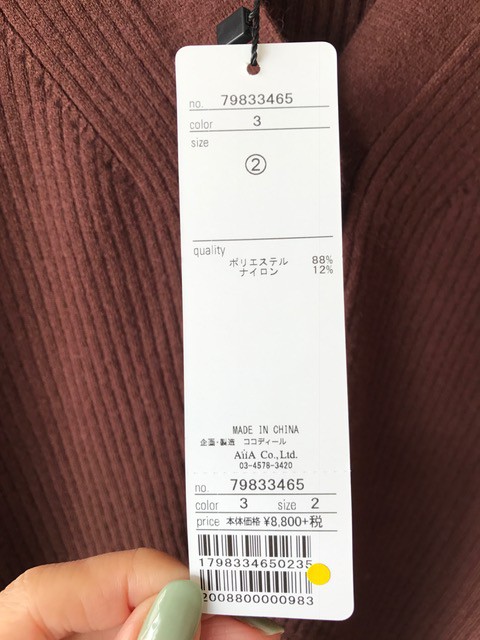 no. 79833465
color 3
size
②
quality
ポリエステル 88%
ナイロン 12%
MADE IN CHINA
企画・製造 ココディール
AiiA Co.,Ltd.
03-4578-3420
no. 79833465
color 3 size 2
price 本体価格 ¥8,800+税
1798334650235
2008800000983